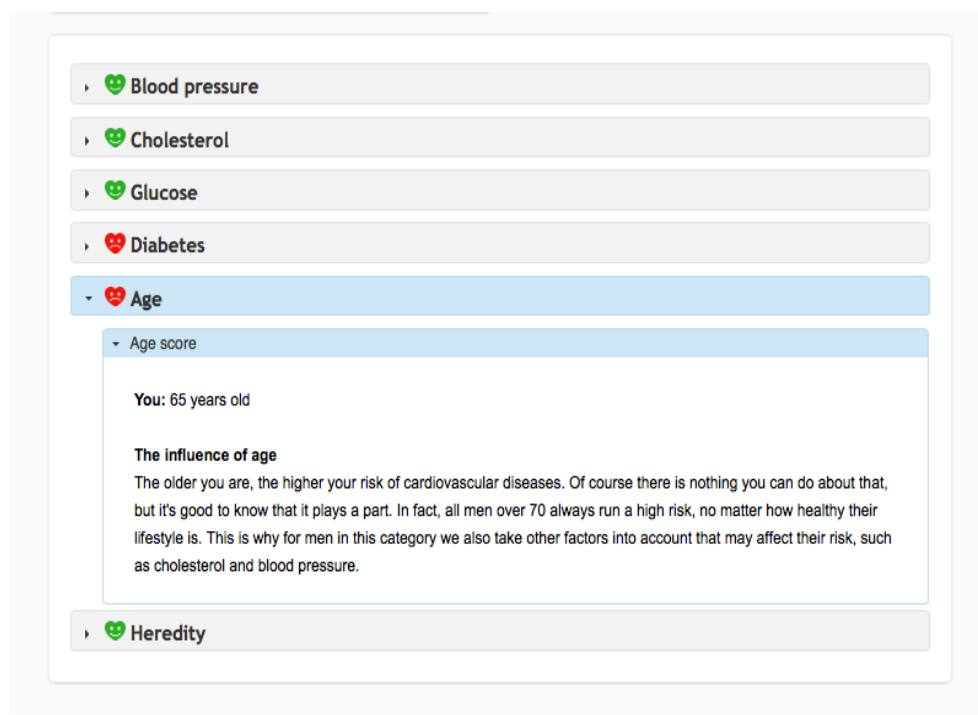 Blood pressure
Cholesterol
Glucose
Diabetes
Age
Age score
You: 65 years old
The influence of age
The older you are, the higher your risk of cardiovascular diseases. Of course there is nothing you can do about that,
but it's good to know that it plays a part. In fact, all men over 70 always run a high risk, no matter how healthy their
lifestyle is. This is why for men in this category we also take other factors into account that may affect their risk, such
as cholesterol and blood pressure.
Heredity